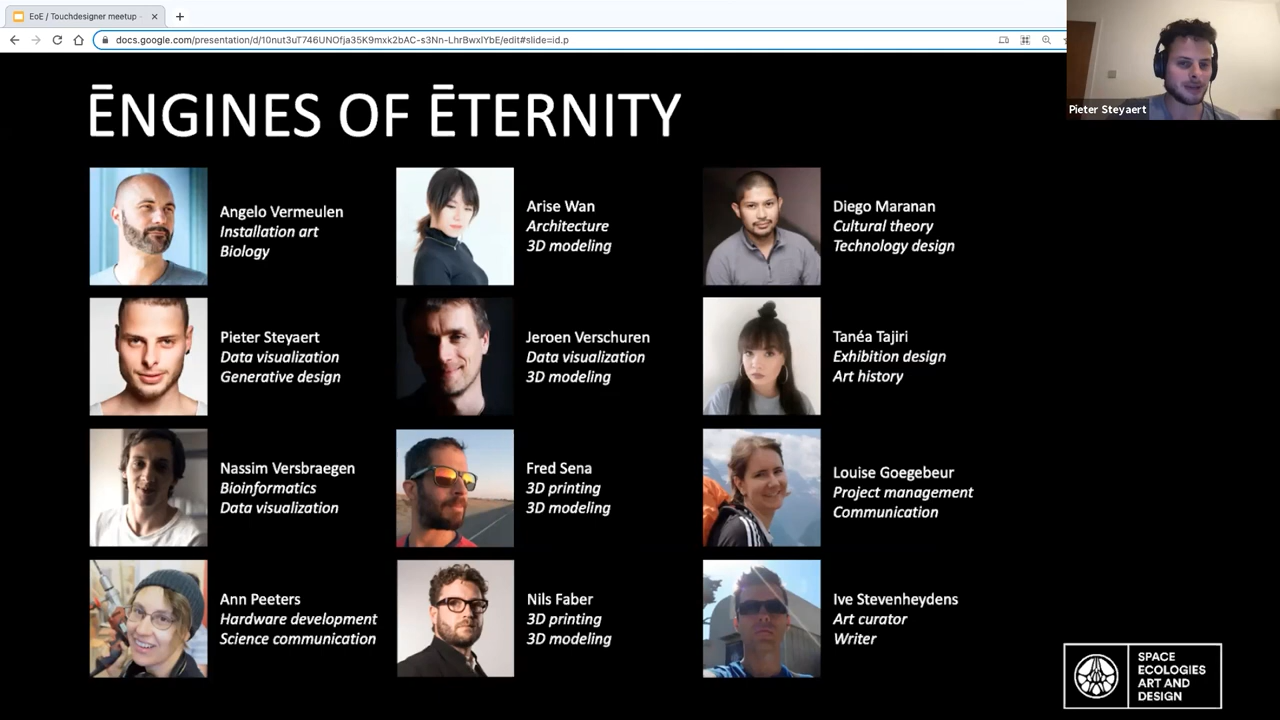 EoE / Touchdesigner meetup
docs.google.com/presentation/d/10nut3uT746UNOfja35K9mxk2bAC-s3Nn-LhrBwxlYbE/edit#slide=id.p
Pieter Steyaert
ĒNGINES OF ĒTERNITY
Angelo Vermeulen
Installation art
Biology
Arise Wan
Architecture
3D modeling
Diego Maranan
Cultural theory
Technology design
Pieter Steyaert
Data visualization
Generative design
Jeroen Verschuren
Data visualization
3D modeling
Tanéa Tajiri
Exhibition design
Art history
Nassim Versbraegen
Bioinformatics
Data visualization
Fred Sena
3D printing
3D modeling
Louise Goegebeur
Project management
Communication
Ann Peeters
Hardware development
Science communication
Nils Faber
3D printing
3D modeling
Ive Stevenheydens
Art curator
Writer
SPACE
ECOLOGIES
ART AND
DESIGN